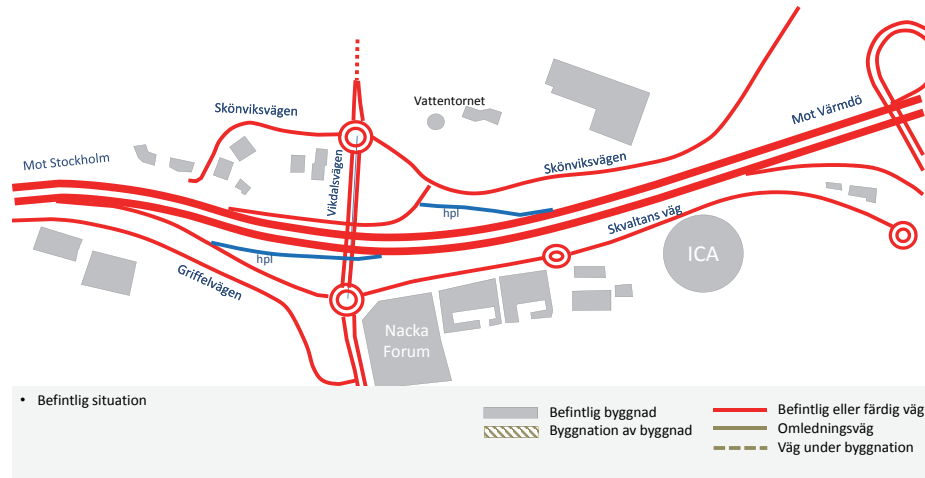 Skönviksvägen
Vattentornet
Mot Värmdö
Mot Stockholm
Vikdalsvägen
Skönviksvägen
hpl
Skvaltans väg
hpl
ICA
Griffelvägen
Nacka
Forum
• Befintlig situation
Befintlig byggnad
Byggnation av byggnad
Befintlig eller färdig väg
Omledningsväg
Väg under byggnation